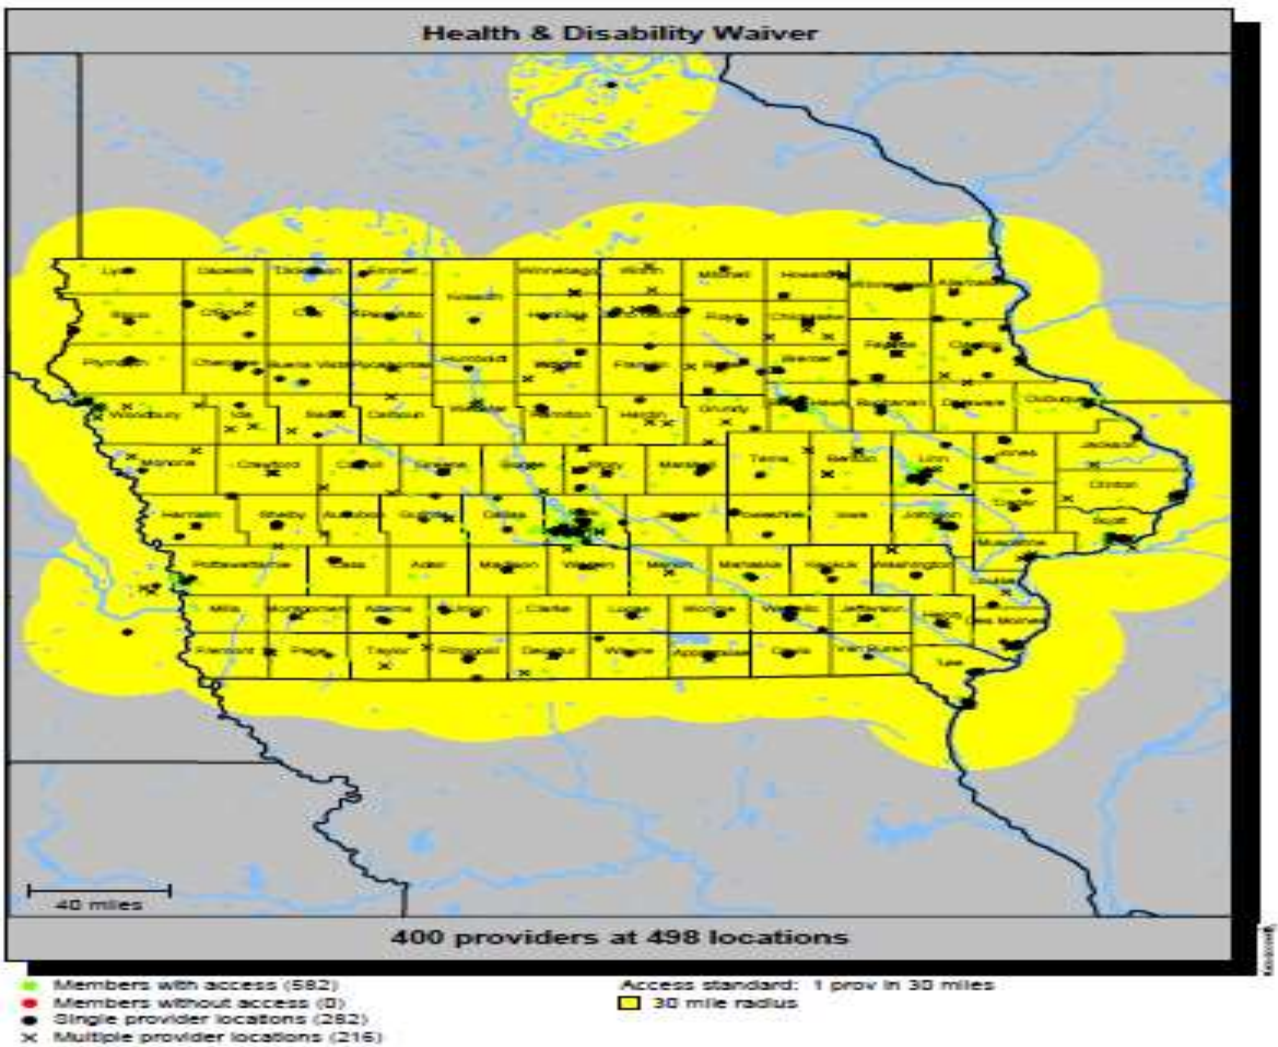 Health & Disability Waiver
Lyon
Osceola
Dickinson
Emmet
Winnebago
Worth
Mitchell
Howard
Winneshiek
Allamakee
Kossuth
Sioux
O'Brien
Clay
Palo Alto
Hancock
Cerro Gordo
Floyd
Chickasaw
Fayette
Clayton
Plymouth
Cherokee
Buena Vista
Pocahontas
Humboldt
Wright
Franklin
Butler
Bremer
Woodbury
Ida
Sac
Calhoun
Webster
Hamilton
Hardin
Grundy
Buchanan
Delaware
Dubuque
Monona
Crawford
Carroll
Greene
Boone
Story
Marshall
Tama
Benton
Linn
Jones
Jackson
Clinton
Harrison
Shelby
Audubon
Guthrie
Dallas
Jasper
Poweshiek
Iowa
Johnson
Cedar
Scott
Muscatine
Pottawattamie
Cass
Adair
Madison
Warren
Marion
Mahaska
Keokuk
Washington
Louisa
Mills
Montgomery
Adams
Union
Clarke
Lucas
Monroe
Wapello
Jefferson
Henry
Des Moines
Fremont
Page
Taylor
Ringgold
Decatur
Wayne
Appanoose
Davis
Van Buren
Lee
40 miles
400 providers at 498 locations
Members with access (582)
Members without access (0)
Single provider locations (282)
Multiple provider locations (216)
Access standard: 1 prov in 30 miles
30 mile radius